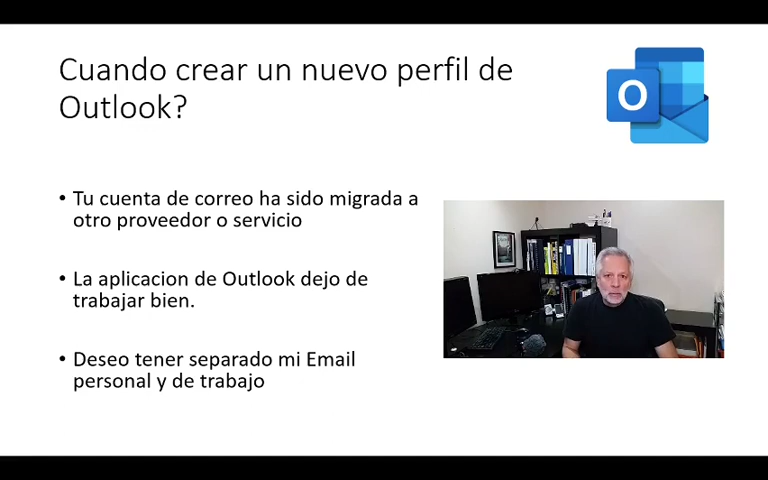 Cuando crear un nuevo perfil de
Outlook?
O
• Tu cuenta de correo ha sido migrada a
otro proveedor o servicio
• La aplicacion de Outlook dejo de
trabajar bien.
• Deseo tener separado mi Email
personal y de trabajo